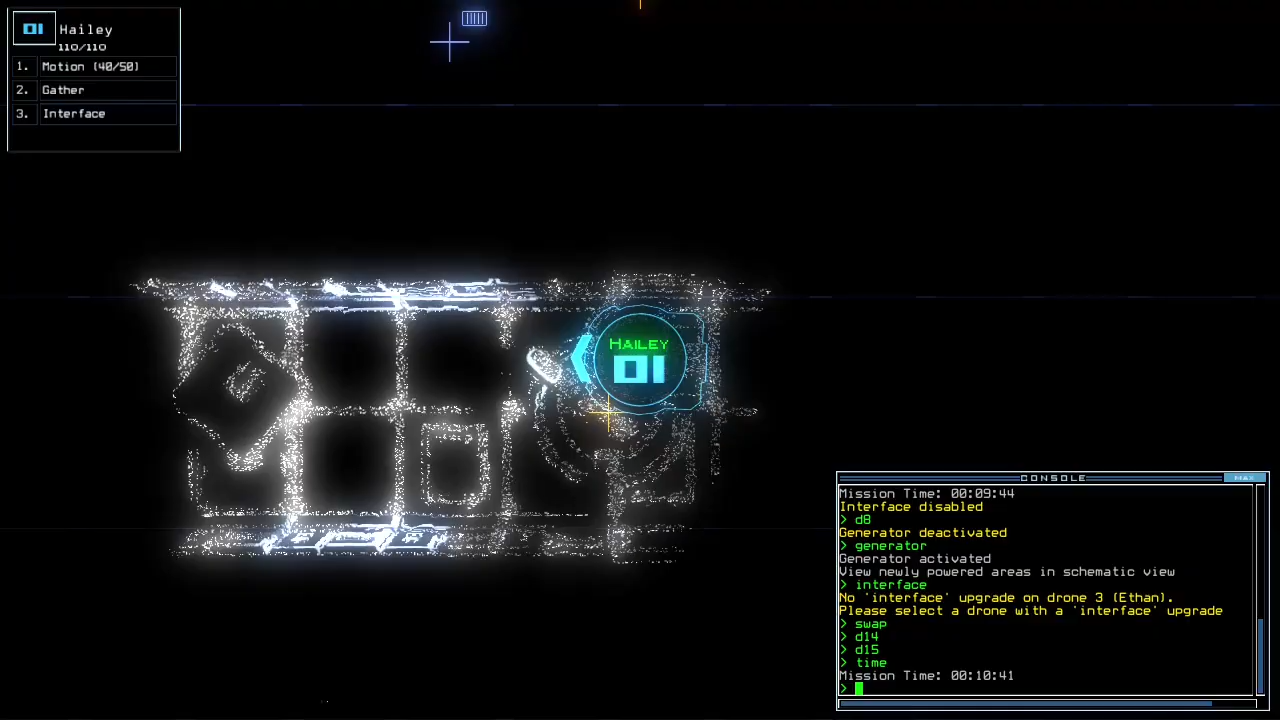 01 Hailey
110/110
1. Motion (40/50)
2. Gather
3. Interface
Hailey
01
CONSOLE
MAX
Mission Time: 00:09:44
Interface disabled
> d8
Generator deactivated
> generator
Generator activated
View newly powered areas in schematic view
> interface
No 'interface' upgrade on drone 3 (Ethan).
Please select a drone with a 'interface' upgrade
> swap
> d14
> d15
> time
Mission Time: 00:10:41
>